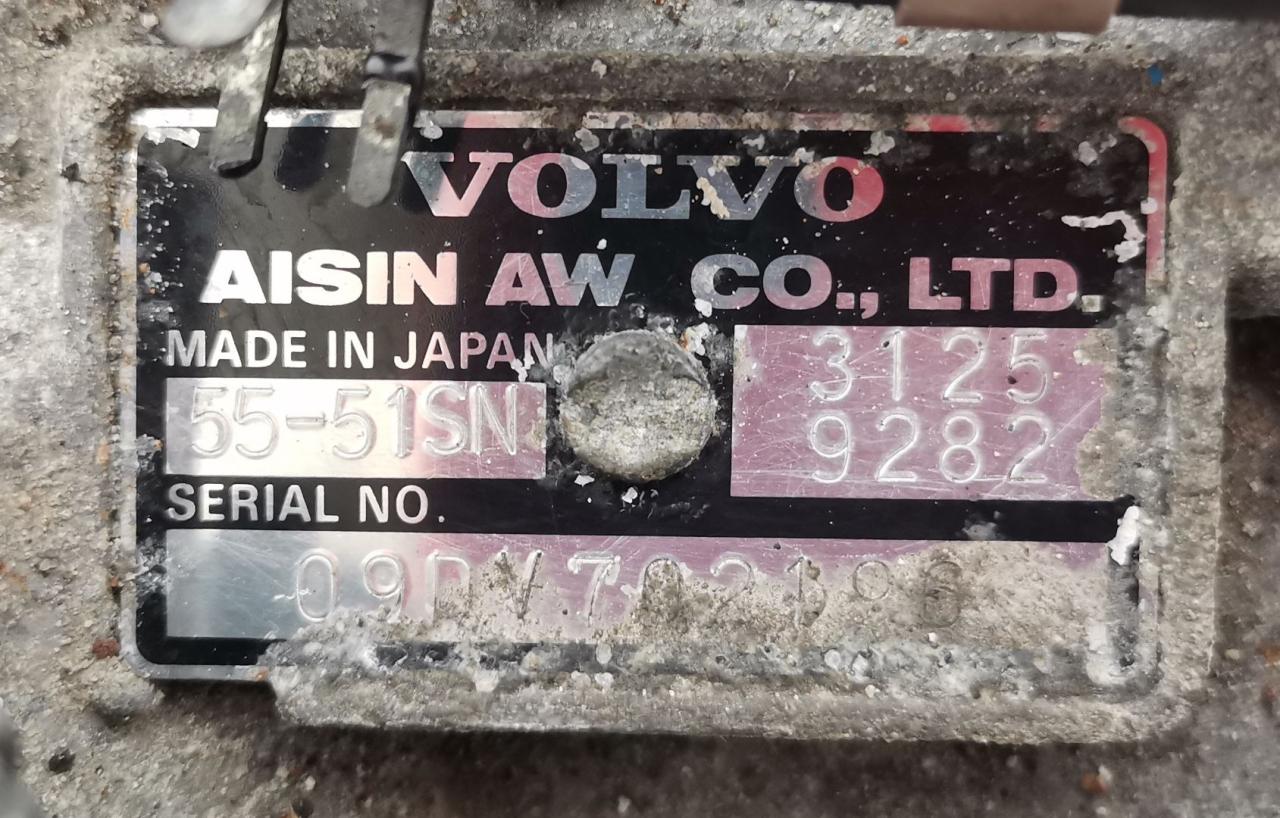 VOLVO
AISIN AW CO., LTD.
MADE IN JAPAN
55-51SN
3125
9282
SERIAL NO.